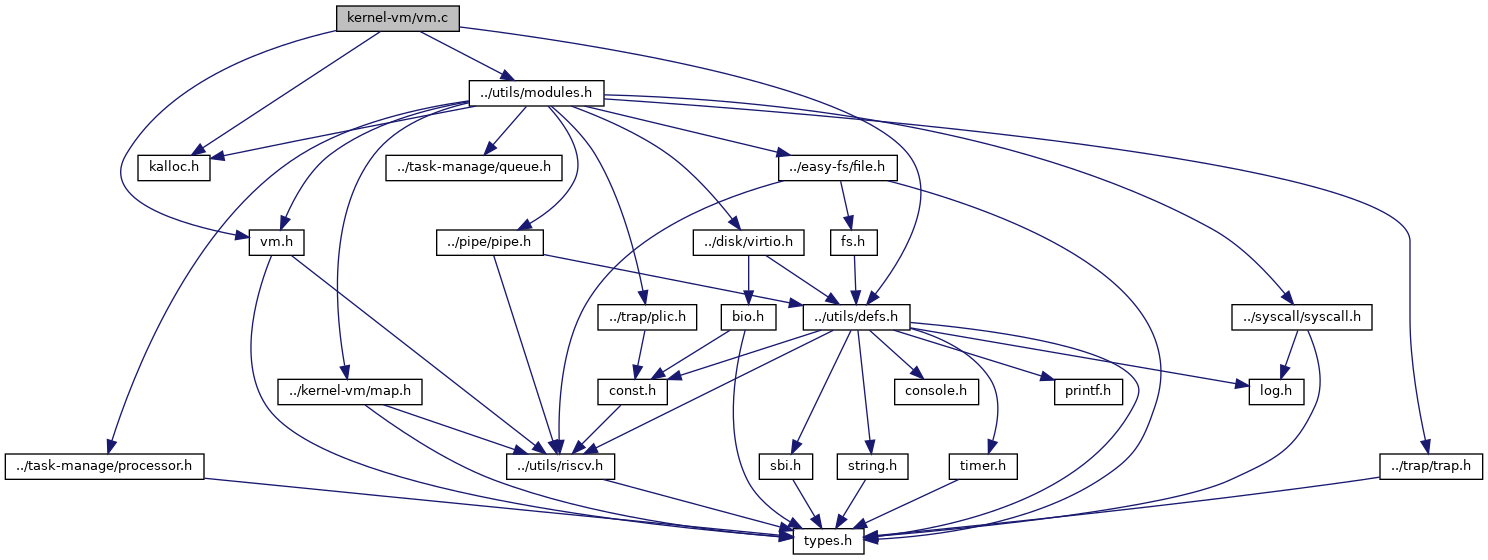 kernel-vm/vm.c
../utils/modules.h
kalloc.h
../task-manage/queue.h
../easy-fs/file.h
vm.h
../pipe/pipe.h
../disk/virtio.h
fs.h
../trap/plic.h
bio.h
../utils/defs.h
../syscall/syscall.h
../kernel-vm/map.h
const.h
console.h
printf.h
log.h
../task-manage/processor.h
../utils/riscv.h
sbi.h
string.h
timer.h
../trap/trap.h
types.h